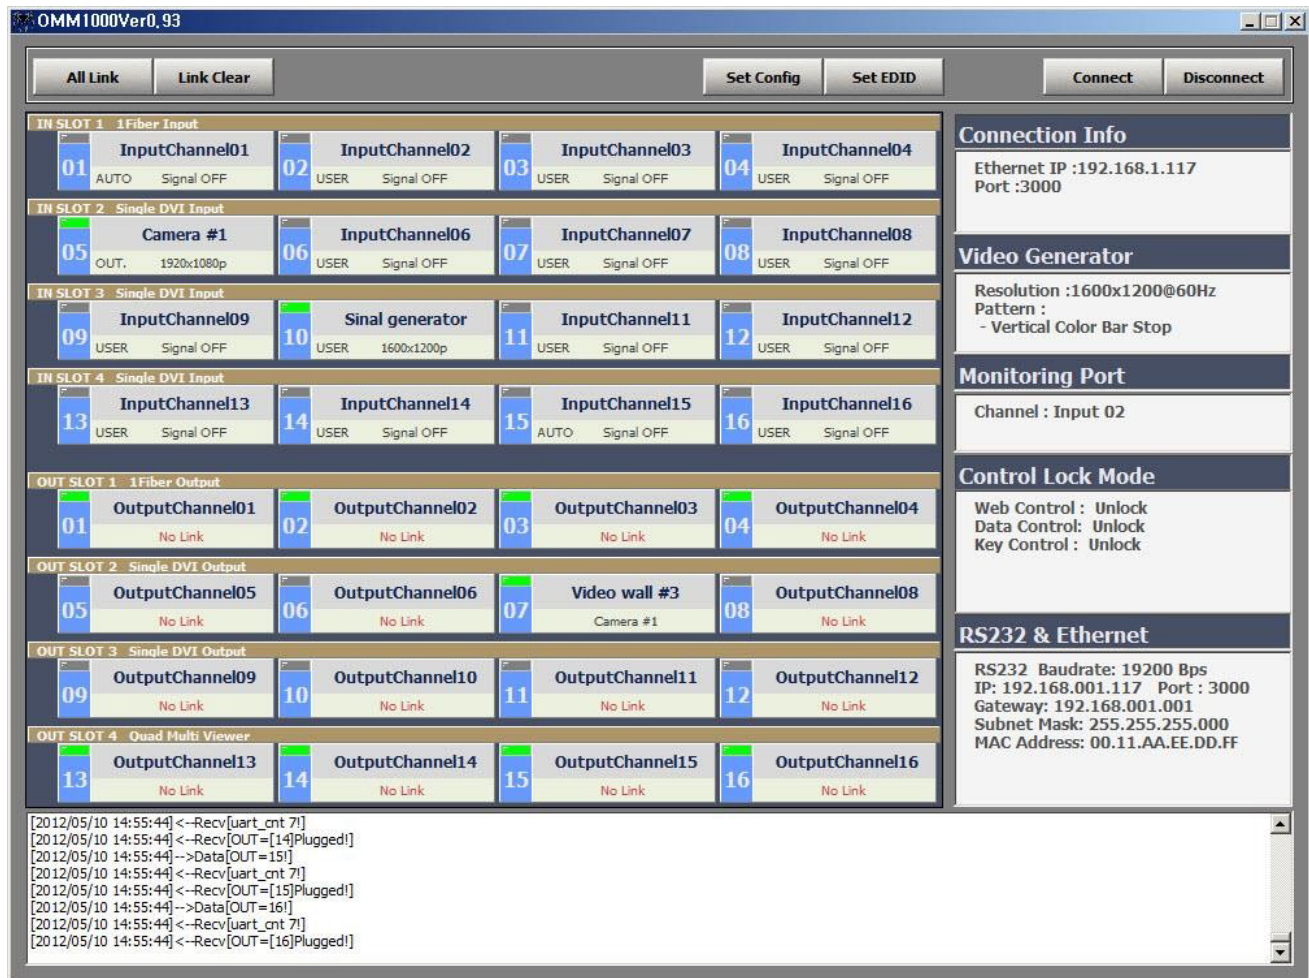 OMM1000Ver0.93
All Link Link Clear Set Config Set EDID Connect Disconnect
IN SLOT 1 1Fiber Input
01 InputChannel01 AUTO Signal OFF
02 InputChannel02 USER Signal OFF
03 InputChannel03 USER Signal OFF
04 InputChannel04 USER Signal OFF
IN SLOT 2 Single DVI Input
05 Camera #1 OUT. 1920x1080p
06 InputChannel06 USER Signal OFF
07 InputChannel07 USER Signal OFF
08 InputChannel08 USER Signal OFF
IN SLOT 3 Single DVI Input
09 InputChannel09 USER Signal OFF
10 Sinal generator USER 1600x1200p
11 InputChannel11 USER Signal OFF
12 InputChannel12 USER Signal OFF
IN SLOT 4 Single DVI Input
13 InputChannel13 USER Signal OFF
14 InputChannel14 USER Signal OFF
15 InputChannel15 AUTO Signal OFF
16 InputChannel16 USER Signal OFF
OUT SLOT 1 1Fiber Output
01 OutputChannel01 No Link
02 OutputChannel02 No Link
03 OutputChannel03 No Link
04 OutputChannel04 No Link
OUT SLOT 2 Single DVI Output
05 OutputChannel05 No Link
06 OutputChannel06 No Link
07 Video wall #3 Camera #1
08 OutputChannel08 No Link
OUT SLOT 3 Single DVI Output
09 OutputChannel09 No Link
10 OutputChannel10 No Link
11 OutputChannel11 No Link
12 OutputChannel12 No Link
OUT SLOT 4 Quad Multi Viewer
13 OutputChannel13 No Link
14 OutputChannel14 No Link
15 OutputChannel15 No Link
16 OutputChannel16 No Link
Connection Info
Ethernet IP :192.168.1.117
Port :3000
Video Generator
Resolution :1600x1200@60Hz
Pattern :
- Vertical Color Bar Stop
Monitoring Port
Channel : Input 02
Control Lock Mode
Web Control : Unlock
Data Control: Unlock
Key Control : Unlock
RS232 & Ethernet
RS232 Baudrate: 19200 Bps
IP: 192.168.001.117 Port : 3000
Gateway: 192.168.001.001
Subnet Mask: 255.255.255.000
MAC Address: 00.11.AA.EE.DD.FF
[2012/05/10 14:55:44]<--Recv[uart_cnt 7!]
[2012/05/10 14:55:44]<--Recv[OUT=[14]Plugged!]
[2012/05/10 14:55:44]-->Data[OUT=15!]
[2012/05/10 14:55:44]<--Recv[uart_cnt 7!]
[2012/05/10 14:55:44]<--Recv[OUT=[15]Plugged!]
[2012/05/10 14:55:44]-->Data[OUT=16!]
[2012/05/10 14:55:44]<--Recv[uart_cnt 7!]
[2012/05/10 14:55:44]<--Recv[OUT=[16]Plugged!]